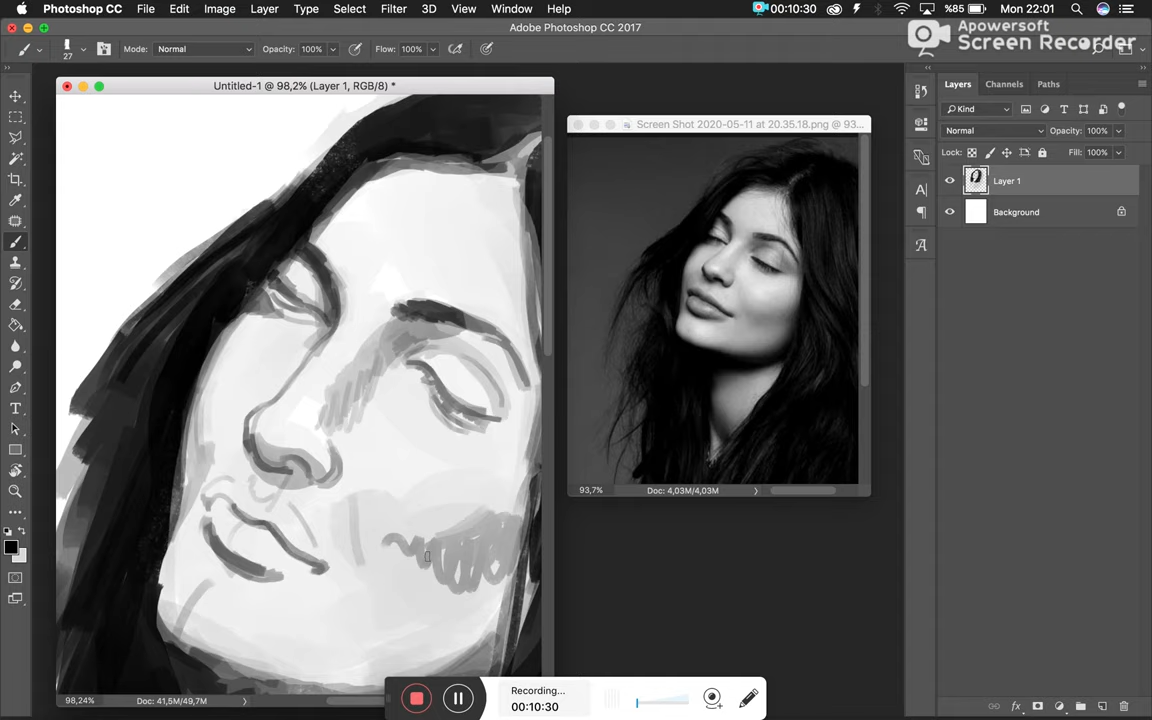 Photoshop CC File Edit Image Layer Type Select Filter 3D View Window Help 00:10:30 %85 Mon 22:01
Adobe Photoshop CC 2017
Apowersoft
Screen Recorder
27 Mode: Normal Opacity: 100% Flow: 100%
Untitled-1 @ 98,2% (Layer 1, RGB/8) *
Screen Shot 2020-05-11 at 20.35.18.png @ 93...
Layers Channels Paths
Kind
Normal Opacity: 100%
Lock: Fill: 100%
Layer 1
Background
93,7% Doc: 4,03M/4,03M
98,24% Doc: 41,5M/49,7M
Recording...
00:10:30